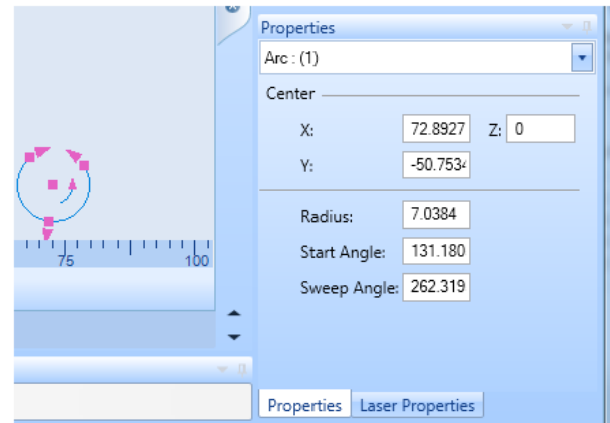 Properties
Arc : (1)
Center
X: 72.8927 Z: 0
Y: -50.7534
Radius: 7.0384
Start Angle: 131.180
Sweep Angle: 262.319
75 100
Properties Laser Properties